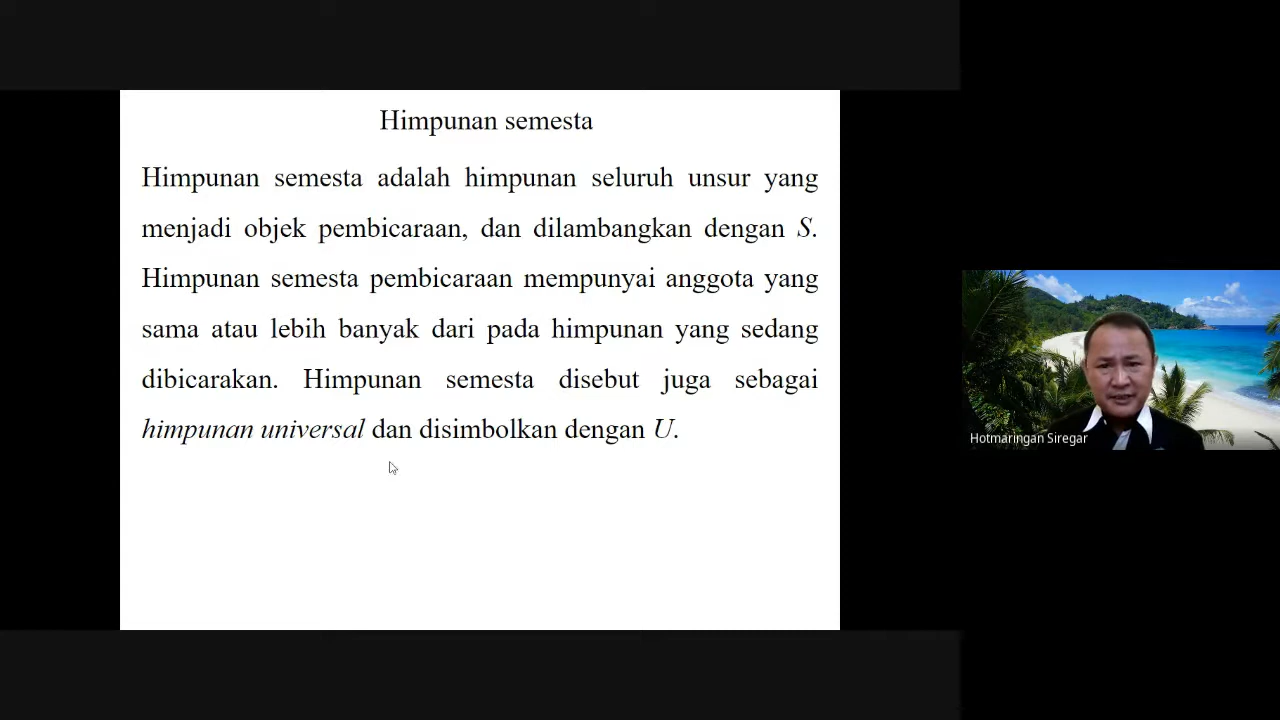 Himpunan semesta
Himpunan semesta adalah himpunan seluruh unsur yang
menjadi objek pembicaraan, dan dilambangkan dengan S.
Himpunan semesta pembicaraan mempunyai anggota yang
sama atau lebih banyak dari pada himpunan yang sedang
dibicarakan. Himpunan semesta disebut juga sebagai
himpunan universal dan disimbolkan dengan U.
Hotmaringan Siregar